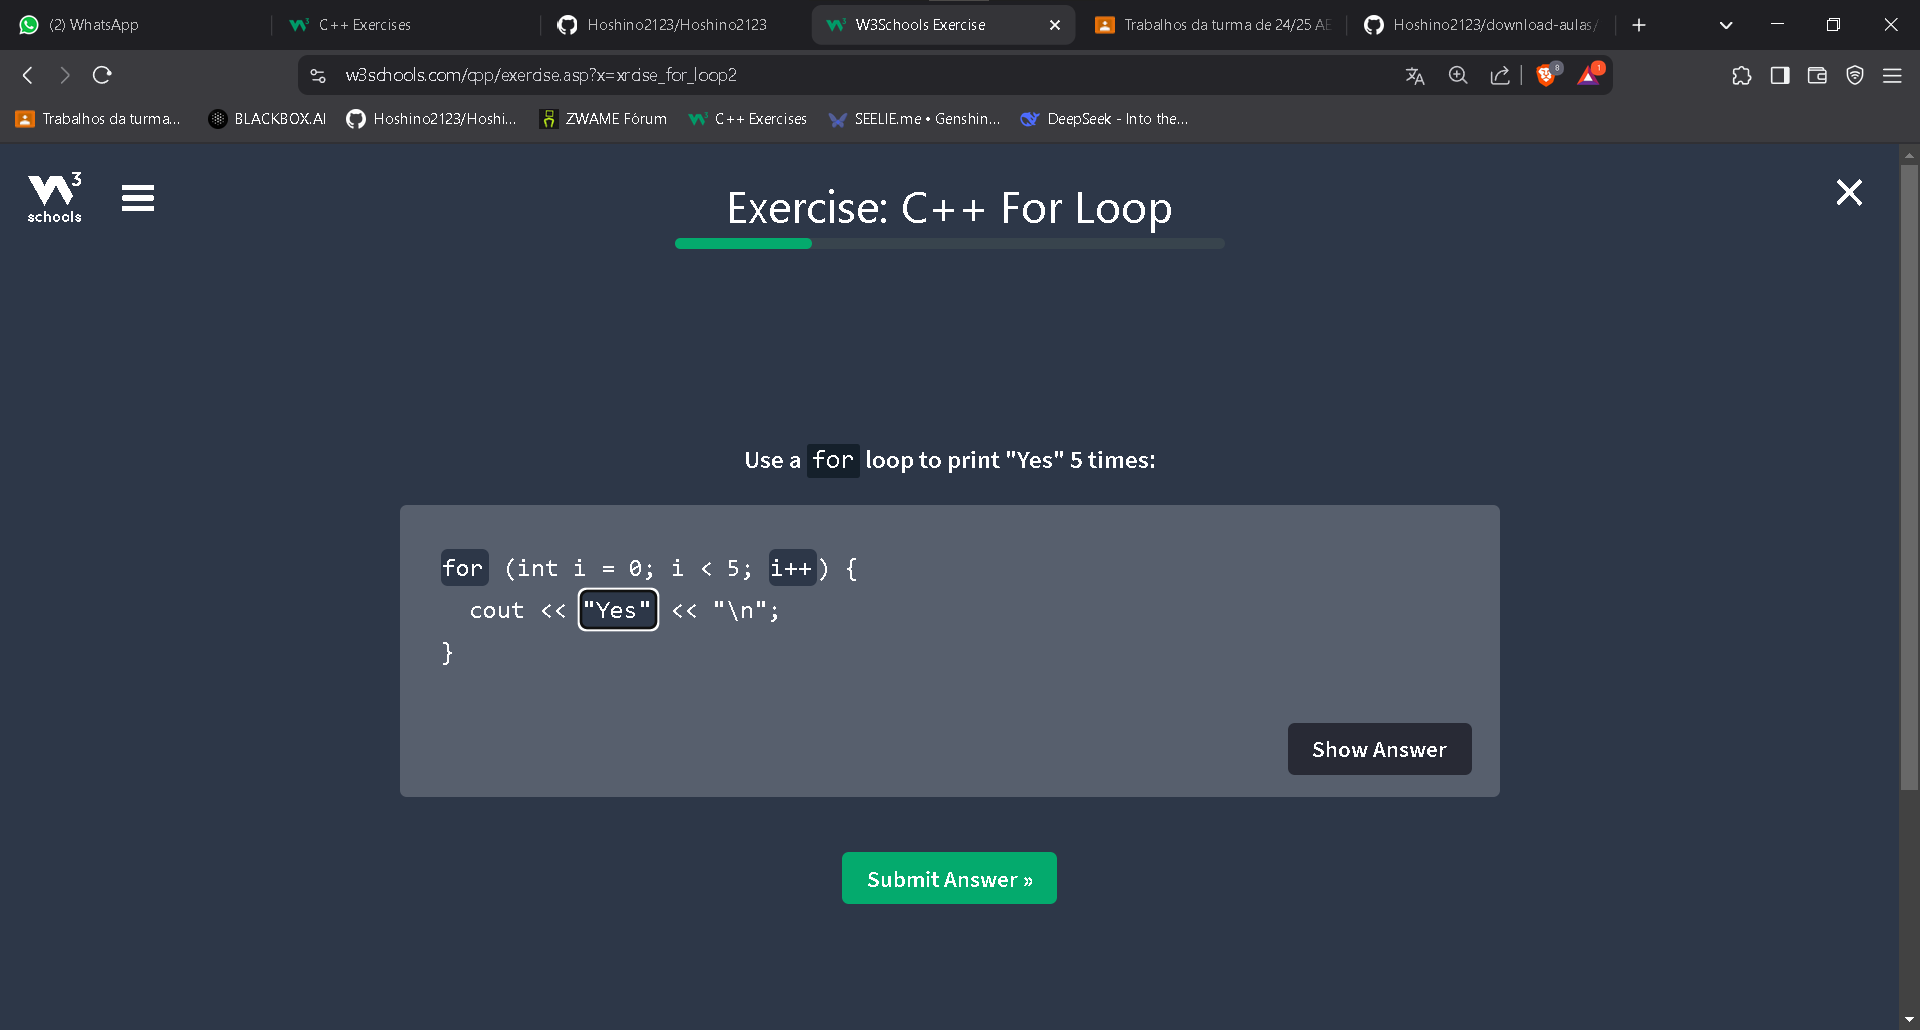 (2) WhatsApp
C++ Exercises
Hoshino2123/Hoshino2123
W3Schools Exercise
Trabalhos da turma de 24/25 AE
Hoshino2123/download-aulas/
w3schools.com/cpp/exercise.asp?x=xrcise_for_loop2
8
1
Trabalhos da turma...
BLACKBOX.AI
Hoshino2123/Hoshi...
ZWAME Fórum
C++ Exercises
SEELIE.me • Genshin...
DeepSeek - Into the...
W3
schools
Exercise: C++ For Loop
Use a for loop to print "Yes" 5 times:
for (int i = 0; i < 5; i++) {
cout << "Yes" << "\n";
}
Show Answer
Submit Answer »